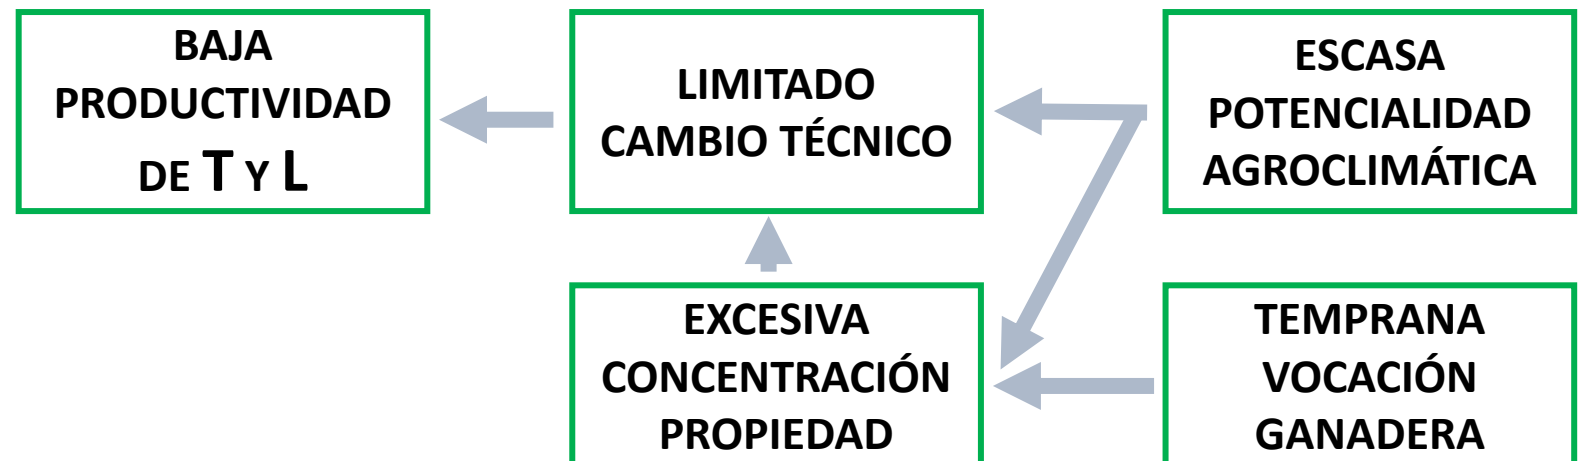 BAJA
PRODUCTIVIDAD
DE T Y L
LIMITADO
CAMBIO TÉCNICO
ESCASA
POTENCIALIDAD
AGROCLIMÁTICA
EXCESIVA
CONCENTRACIÓN
PROPIEDAD
TEMPRANA
VOCACIÓN
GANADERA